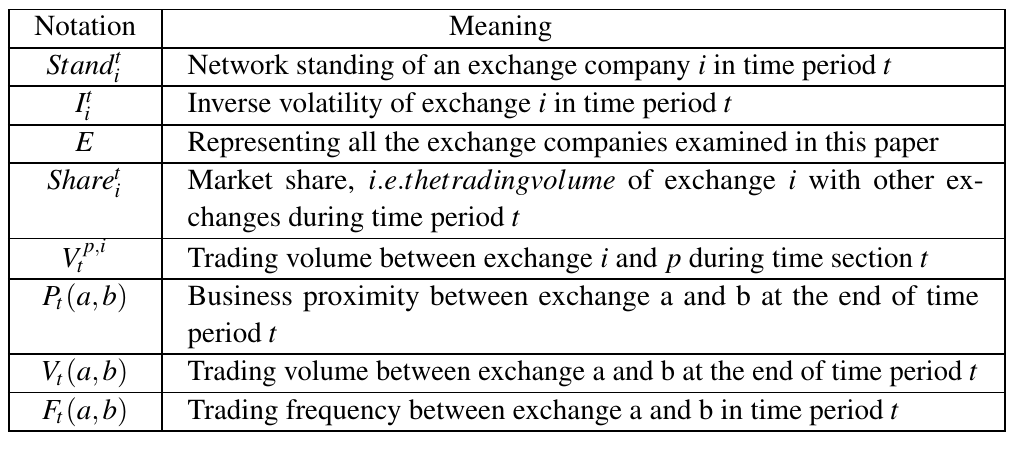 Notation Meaning
Stand_i^t Network standing of an exchange company i in time period t
I_i^t Inverse volatility of exchange i in time period t
E Representing all the exchange companies examined in this paper
Share_i^t Market share, i.e.thetradingvolume of exchange i with other ex-
changes during time period t
V_t^{p,i} Trading volume between exchange i and p during time section t
P_t(a,b) Business proximity between exchange a and b at the end of time
period t
V_t(a,b) Trading volume between exchange a and b at the end of time period t
F_t(a,b) Trading frequency between exchange a and b in time period t